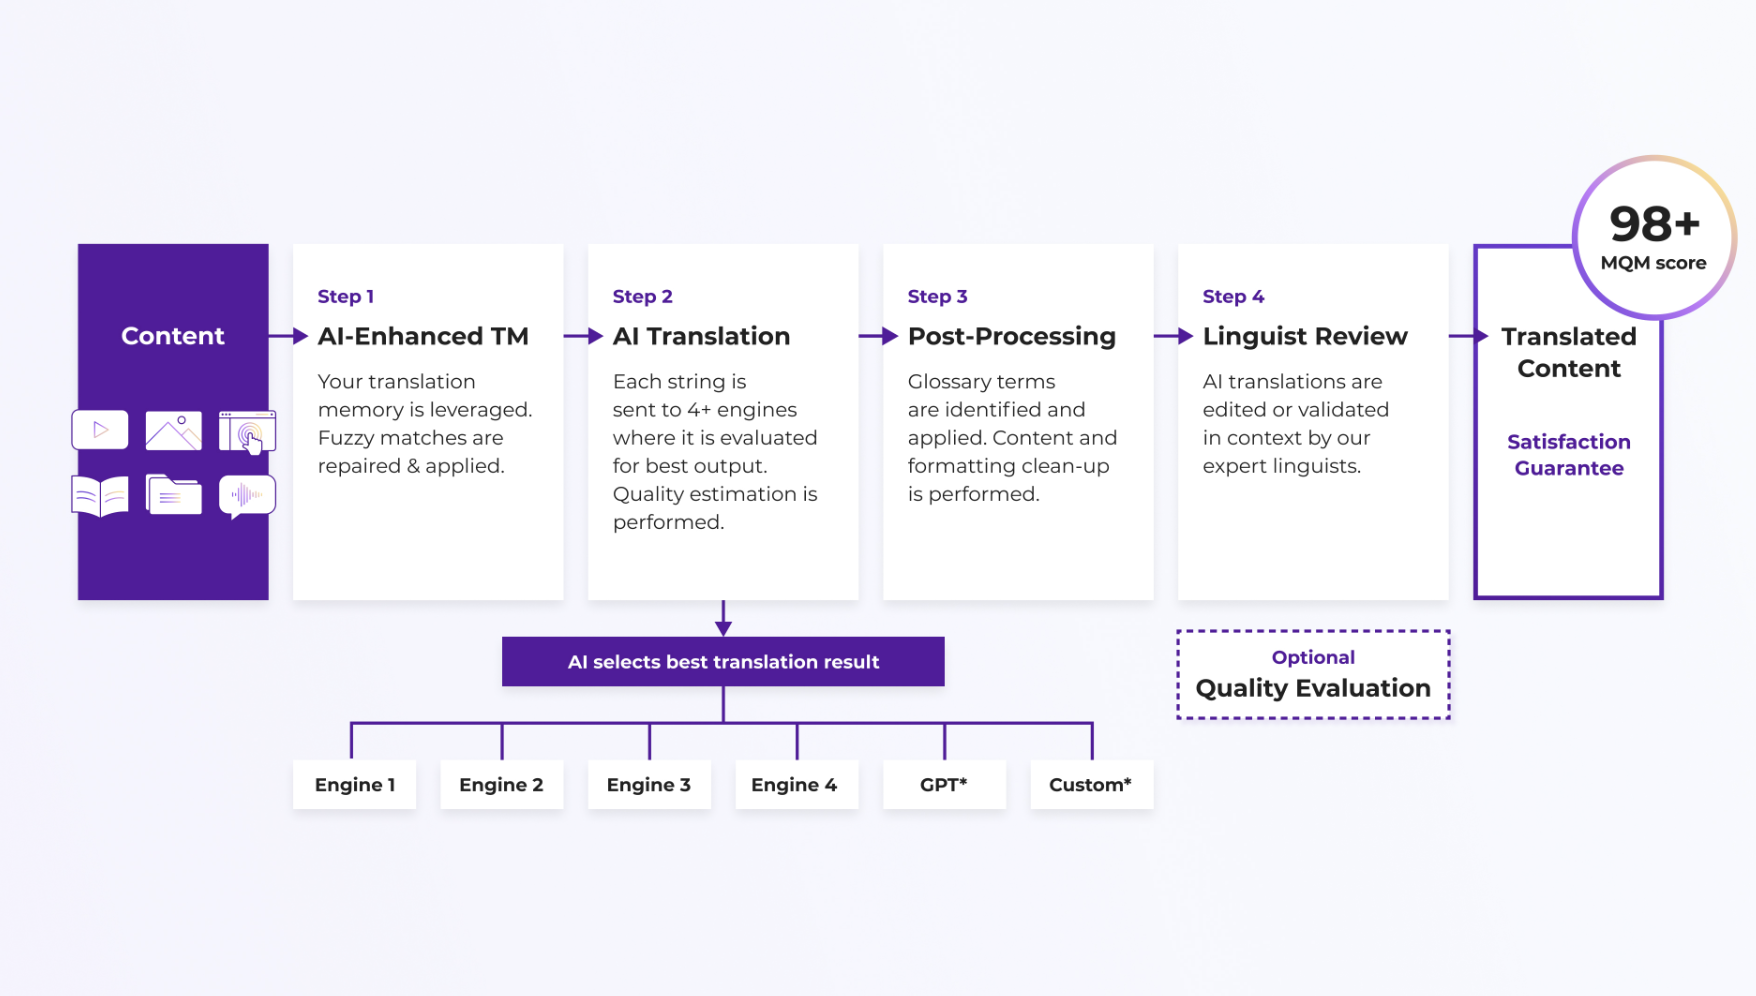 98+
MQM score
Content
Step 1
AI-Enhanced TM
Your translation
memory is leveraged.
Fuzzy matches are
repaired & applied.
Step 2
AI Translation
Each string is
sent to 4+ engines
where it is evaluated
for best output.
Quality estimation is
performed.
Step 3
Post-Processing
Glossary terms
are identified and
applied. Content and
formatting clean-up
is performed.
Step 4
Linguist Review
AI translations are
edited or validated
in context by our
expert linguists.
Translated
Content
Satisfaction
Guarantee
AI selects best translation result
Optional
Quality Evaluation
Engine 1
Engine 2
Engine 3
Engine 4
GPT*
Custom*